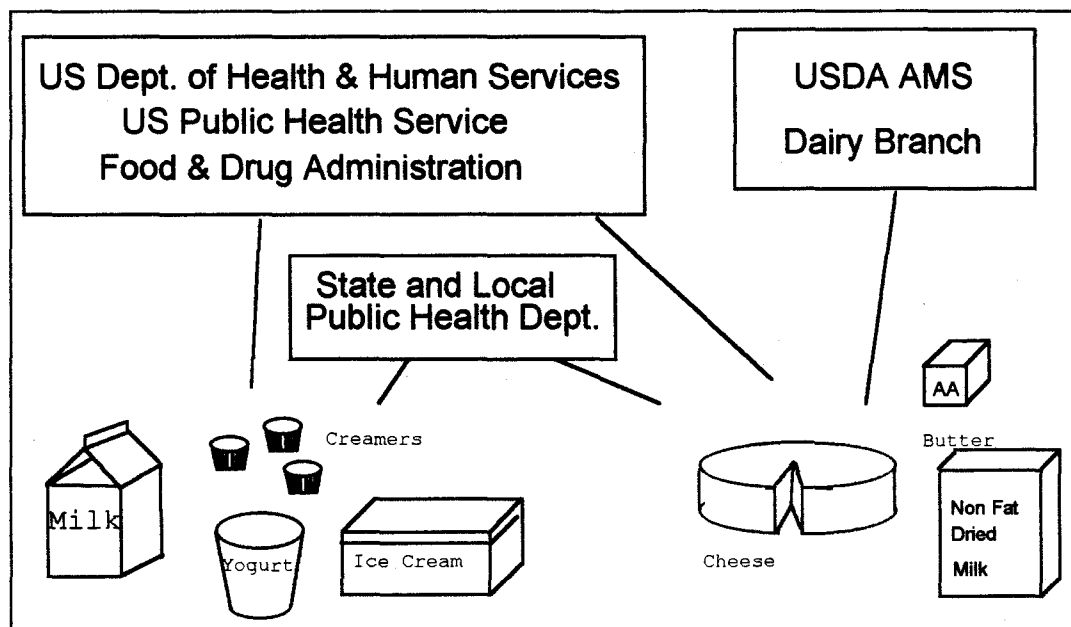 US Dept. of Health & Human Services
US Public Health Service
Food & Drug Administration
USDA AMS
Dairy Branch
State and Local
Public Health Dept.
AA
Creamers
Butter
Milk
Non Fat
Dried
Milk
Yogurt
Ice Cream
Cheese